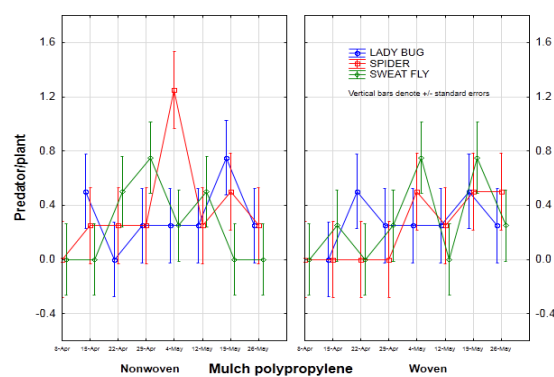 1.6
1.2
0.8
0.4
0.0
-0.4
Predator/plant
LADY BUG
SPIDER
SWEAT FLY
Vertical bars denote +/- standard errors
1.6
1.2
0.8
0.4
0.0
-0.4
8-Apr 15-Apr 22-Apr 29-Apr 4-May 12-May 19-May 26-May
8-Apr 15-Apr 22-Apr 29-Apr 4-May 12-May 19-May 26-May
Nonwoven Mulch polypropylene Woven